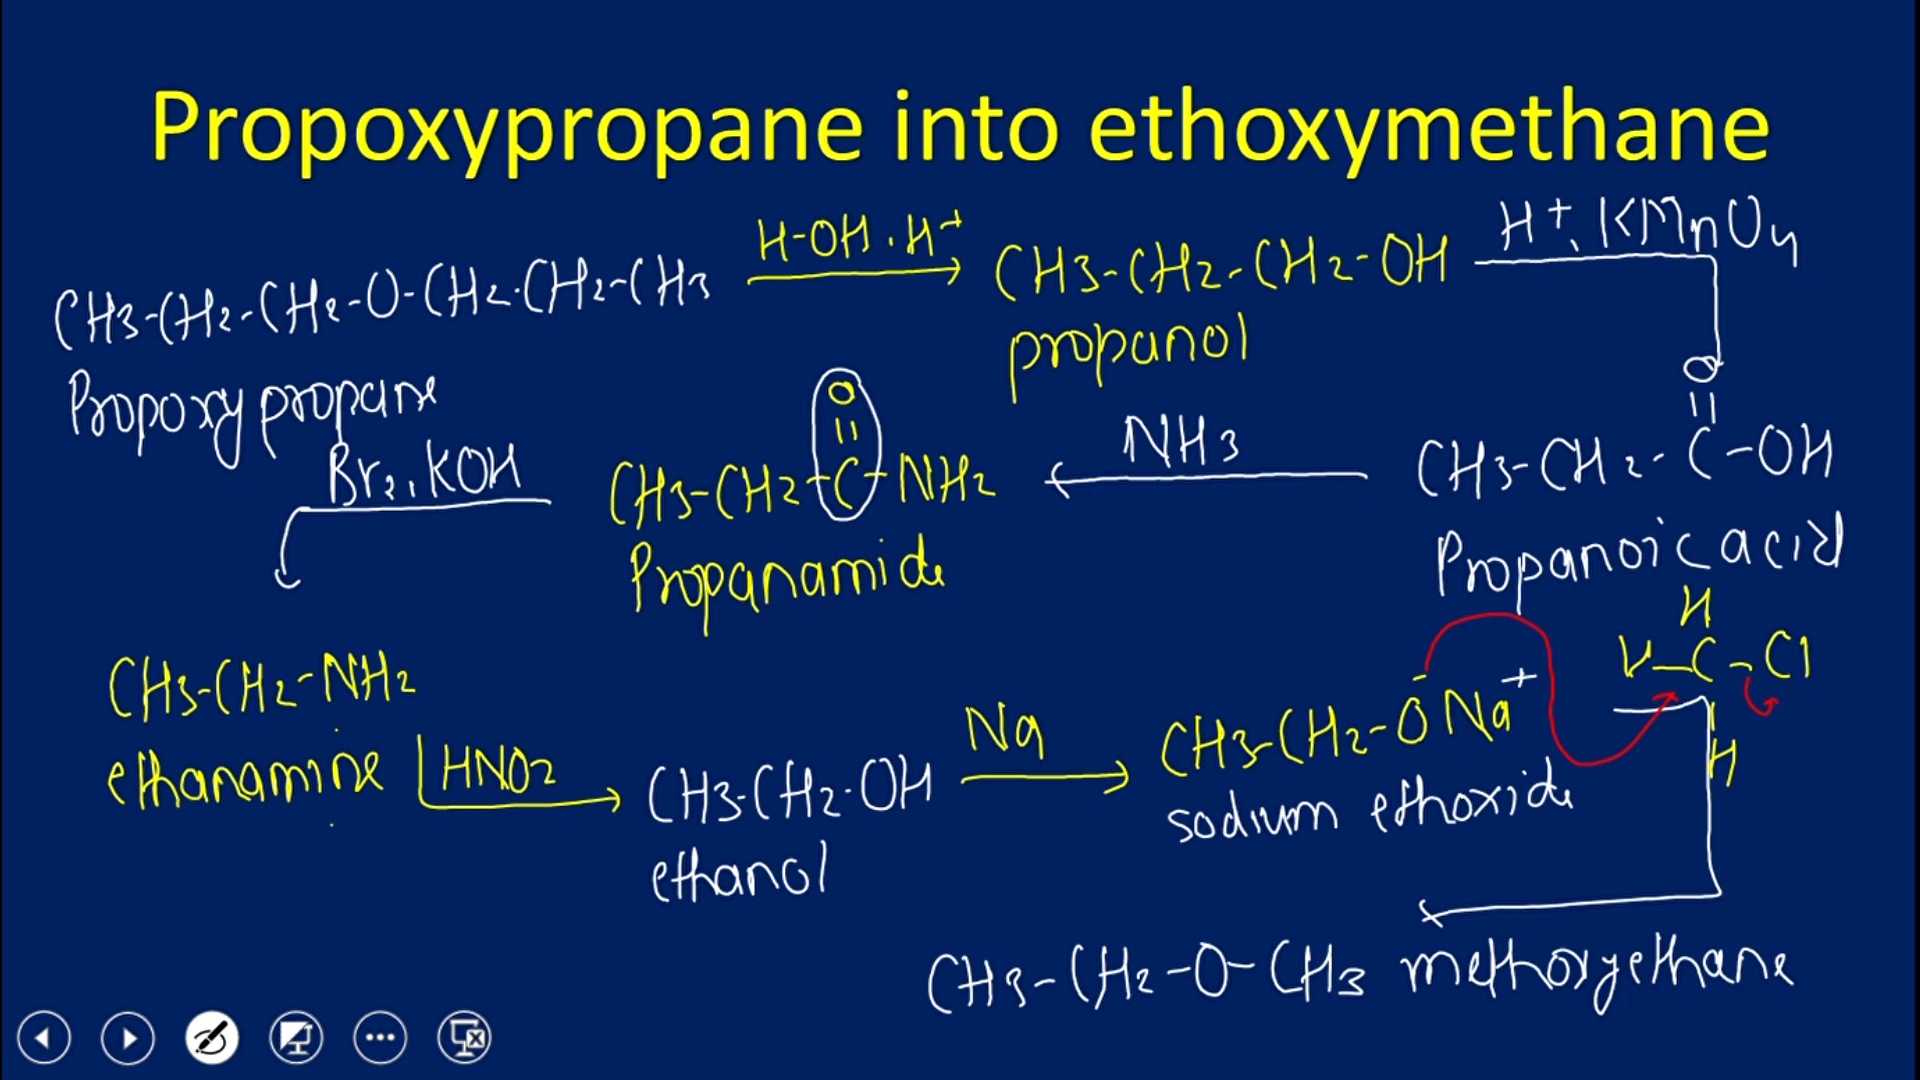 Propoxypropane into ethoxymethane
CH3-CH2-CH2-O-CH2-CH2-CH3
Propoxypropane
H-OH, H+
CH3-CH2-CH2-OH
propanol
H+, KMnO4
O
||
CH3-CH2-C-OH
Propanoic acid
NH3
O
||
CH3-CH2-C-NH2
Propanamide
Br2, KOH
CH3-CH2-NH2
ethanamine
HNO2
CH3-CH2-OH
ethanol
Na
CH3-CH2-O-Na+
sodium ethoxide
H
H-C-Cl
H
CH3-CH2-O-CH3 methoxyethane